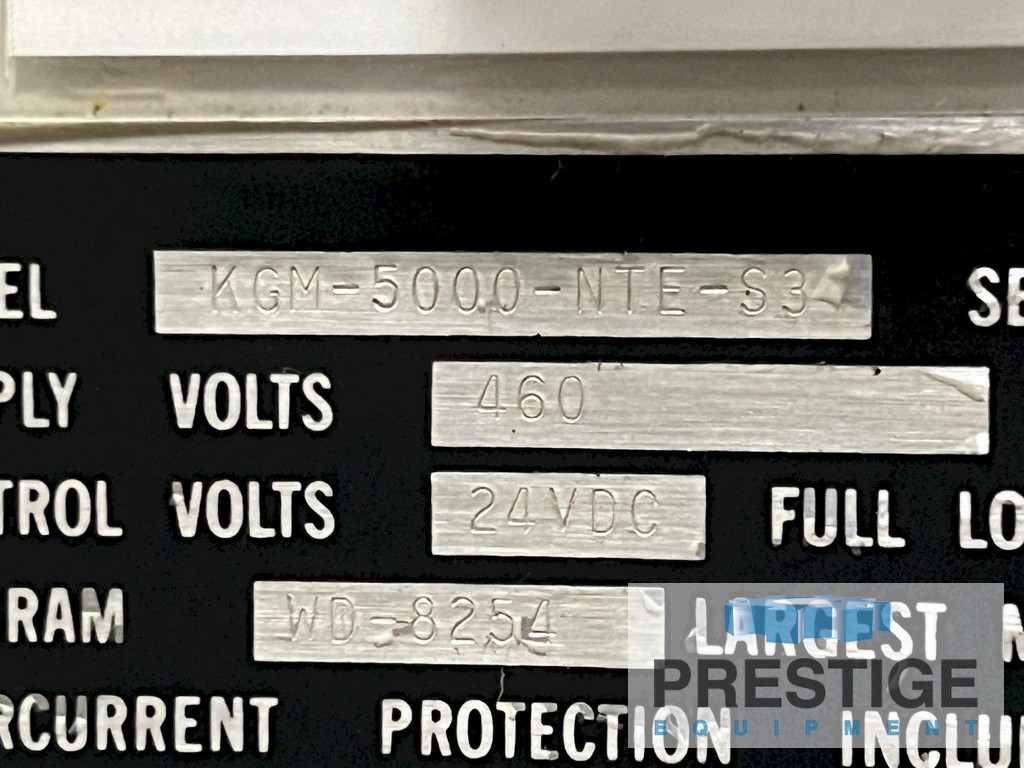 EL KGM-5000-NTE-S3 SE
PLY VOLTS 460
TROL VOLTS 24VDC FULL LO
RAM WD-8254 LARGEST
RCURRENT PROTECTION INCLU
PRESTIGE
EQUIPMENT